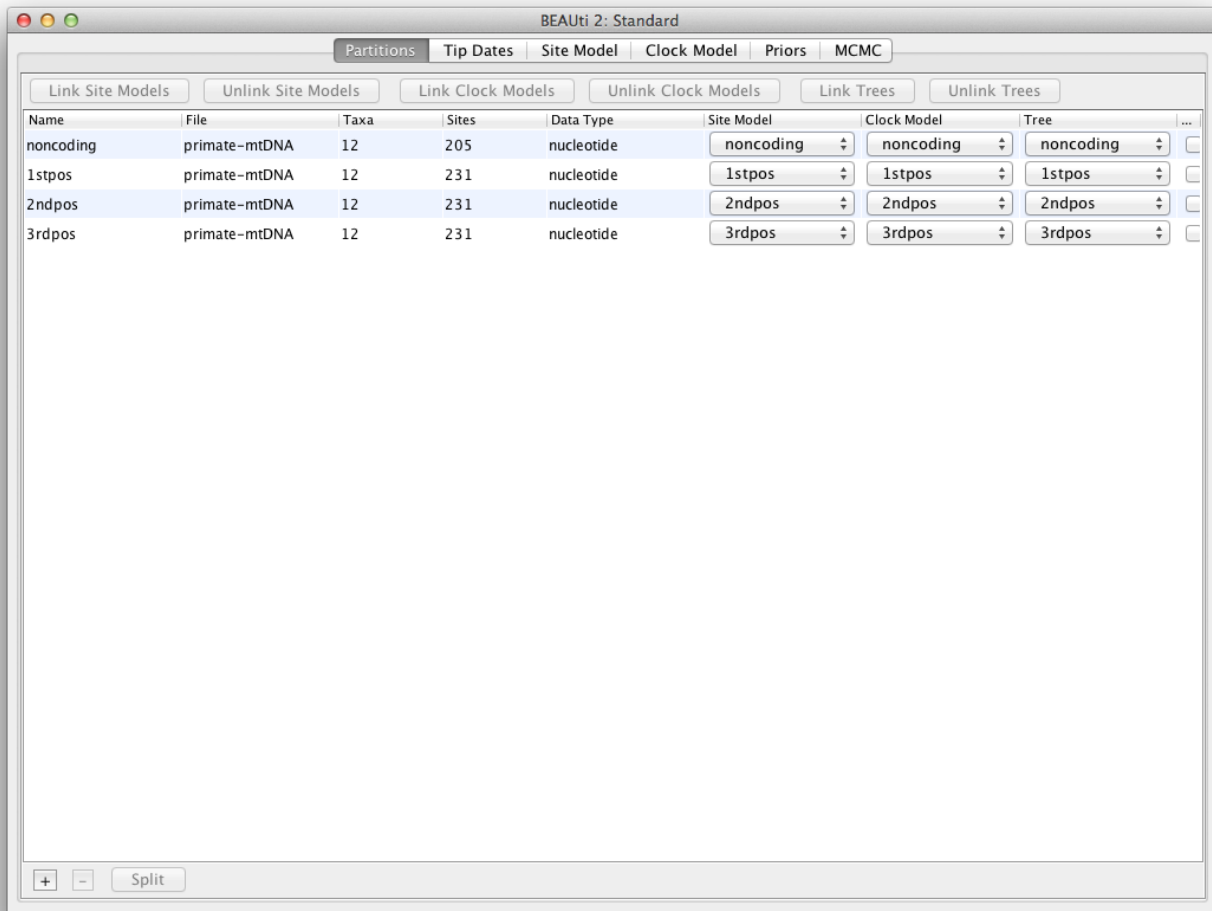 BEAUti 2: Standard
Partitions Tip Dates Site Model Clock Model Priors MCMC
Link Site Models Unlink Site Models Link Clock Models Unlink Clock Models Link Trees Unlink Trees
Name File Taxa Sites Data Type Site Model Clock Model Tree ...
noncoding primate-mtDNA 12 205 nucleotide noncoding noncoding noncoding
1stpos primate-mtDNA 12 231 nucleotide 1stpos 1stpos 1stpos
2ndpos primate-mtDNA 12 231 nucleotide 2ndpos 2ndpos 2ndpos
3rdpos primate-mtDNA 12 231 nucleotide 3rdpos 3rdpos 3rdpos
+ - Split